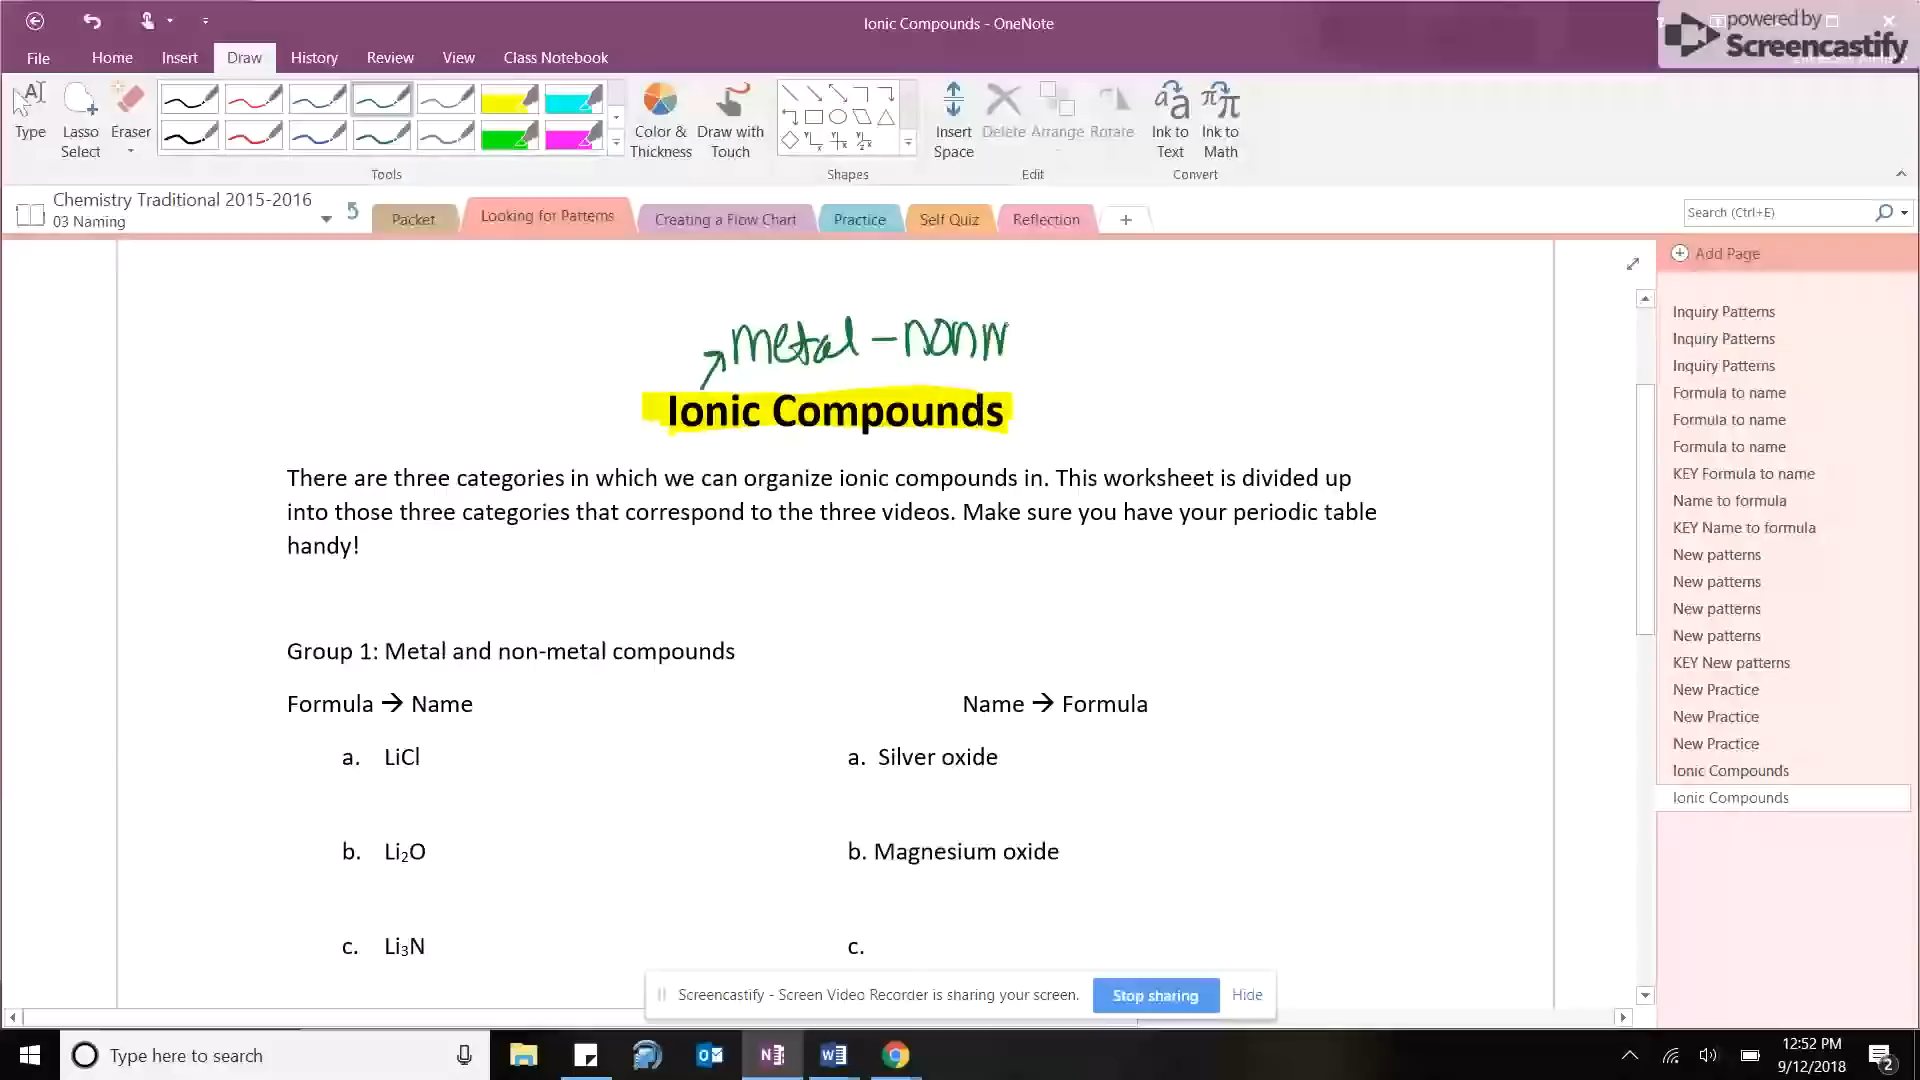 Ionic Compounds - OneNote
powered by
Screencastify
File Home Insert Draw History Review View Class Notebook
Type
Lasso Select
Eraser
Color & Thickness
Draw with Touch
Insert Space
Delete Arrange Rotate
Ink to Text
Ink to Math
Tools Shapes Edit Convert
Chemistry Traditional 2015-2016
03 Naming
Packet Looking for Patterns Creating a Flow Chart Practice Self Quiz Reflection +
Search (Ctrl+E)
Add Page
Inquiry Patterns
Inquiry Patterns
Inquiry Patterns
Formula to name
Formula to name
Formula to name
KEY Formula to name
Name to formula
KEY Name to formula
New patterns
New patterns
New patterns
New patterns
KEY New patterns
New Practice
New Practice
New Practice
Ionic Compounds
Ionic Compounds
metal - nonm
Ionic Compounds
There are three categories in which we can organize ionic compounds in. This worksheet is divided up
into those three categories that correspond to the three videos. Make sure you have your periodic table
handy!
Group 1: Metal and non-metal compounds
Formula → Name Name → Formula
a. LiCl a. Silver oxide
b. Li₂O b. Magnesium oxide
c. Li₃N c.
Screencastify - Screen Video Recorder is sharing your screen. Stop sharing Hide
Type here to search
12:52 PM
9/12/2018
2